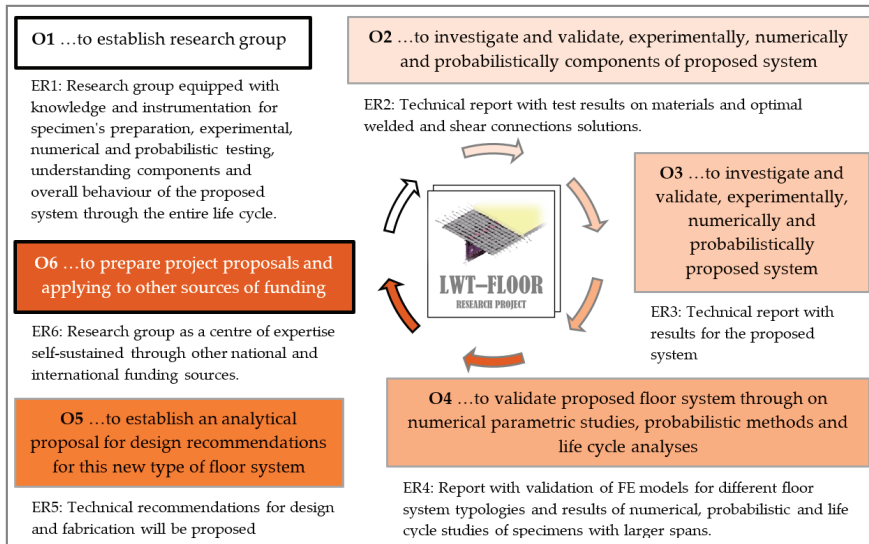 O1 …to establish research group
ER1: Research group equipped with
knowledge and instrumentation for
specimen's preparation, experimental,
numerical and probabilistic testing,
understanding components and
overall behaviour of the proposed
system through the entire life cycle.
O2 …to investigate and validate, experimentally, numerically
and probabilistically components of proposed system
ER2: Technical report with test results on materials and optimal
welded and shear connections solutions.
O3 …to investigate and
validate, experimentally,
numerically and
probabilistically
proposed system
ER3: Technical report with
results for the proposed
system
LWT-FLOOR
RESEARCH PROJECT
O6 …to prepare project proposals and
applying to other sources of funding
ER6: Research group as a centre of expertise
self-sustained through other national and
international funding sources.
O4 …to validate proposed floor system through on
numerical parametric studies, probabilistic methods and
life cycle analyses
ER4: Report with validation of FE models for different floor
system typologies and results of numerical, probabilistic and life
cycle studies of specimens with larger spans.
O5 …to establish an analytical
proposal for design recommendations
for this new type of floor system
ER5: Technical recommendations for design
and fabrication will be proposed